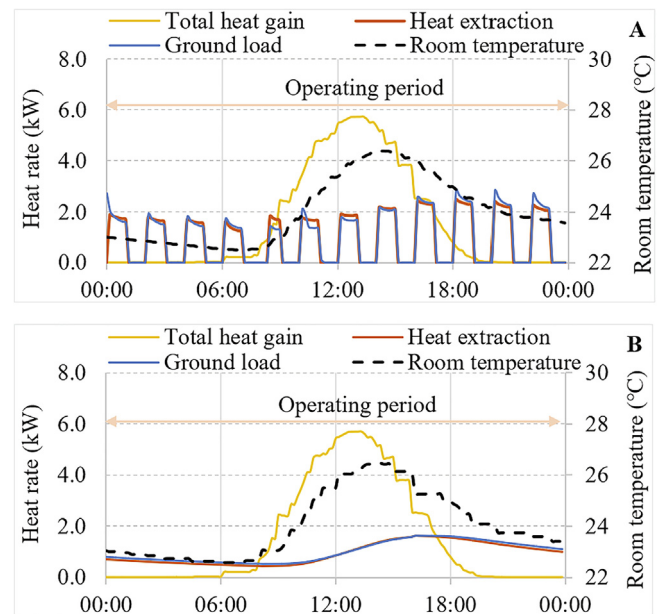 Total heat gain Heat extraction A
Ground load Room temperature
8.0 30
Operating period
6.0 28
4.0 26
2.0 24
0.0 22
00:00 06:00 12:00 18:00 00:00
Heat rate (kW)
Room temperature (°C)
Total heat gain Heat extraction B
Ground load Room temperature
8.0 30
Operating period
6.0 28
4.0 26
2.0 24
0.0 22
00:00 06:00 12:00 18:00 00:00
Heat rate (kW)
Room temperature (°C)